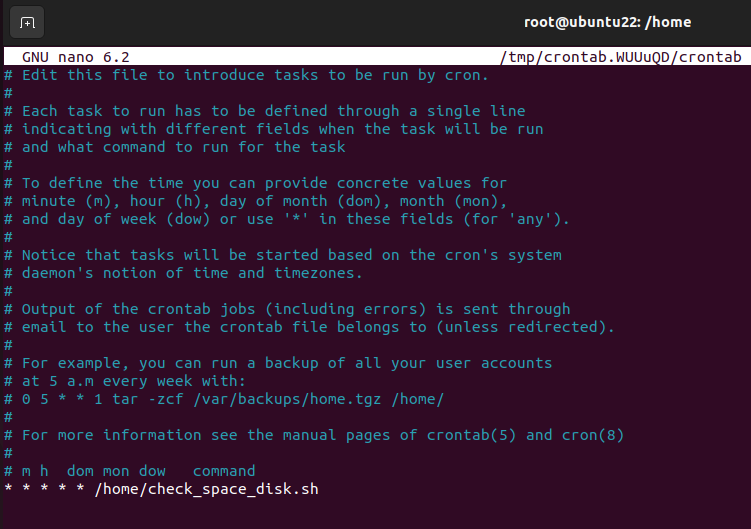 root@ubuntu22: /home
GNU nano 6.2 /tmp/crontab.WUUuQD/crontab
# Edit this file to introduce tasks to be run by cron.
#
# Each task to run has to be defined through a single line
# indicating with different fields when the task will be run
# and what command to run for the task
#
# To define the time you can provide concrete values for
# minute (m), hour (h), day of month (dom), month (mon),
# and day of week (dow) or use '*' in these fields (for 'any').
#
# Notice that tasks will be started based on the cron's system
# daemon's notion of time and timezones.
#
# Output of the crontab jobs (including errors) is sent through
# email to the user the crontab file belongs to (unless redirected).
#
# For example, you can run a backup of all your user accounts
# at 5 a.m every week with:
# 0 5 * * 1 tar -zcf /var/backups/home.tgz /home/
#
# For more information see the manual pages of crontab(5) and cron(8)
#
# m h  dom mon dow   command
* * * * * /home/check_space_disk.sh